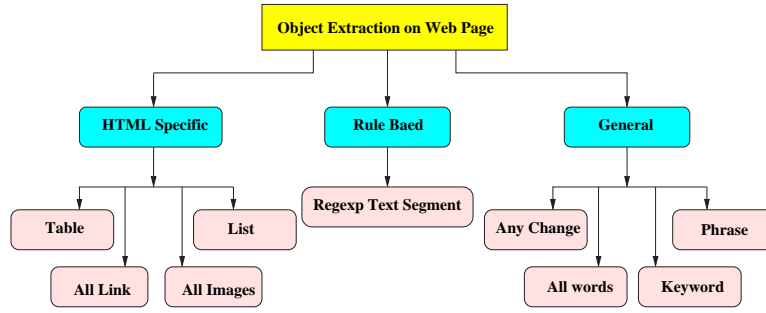 Object Extraction on Web Page
HTML Specific
Rule Baed
General
Table
List
Regexp Text Segment
Any Change
Phrase
All Link
All Images
All words
Keyword